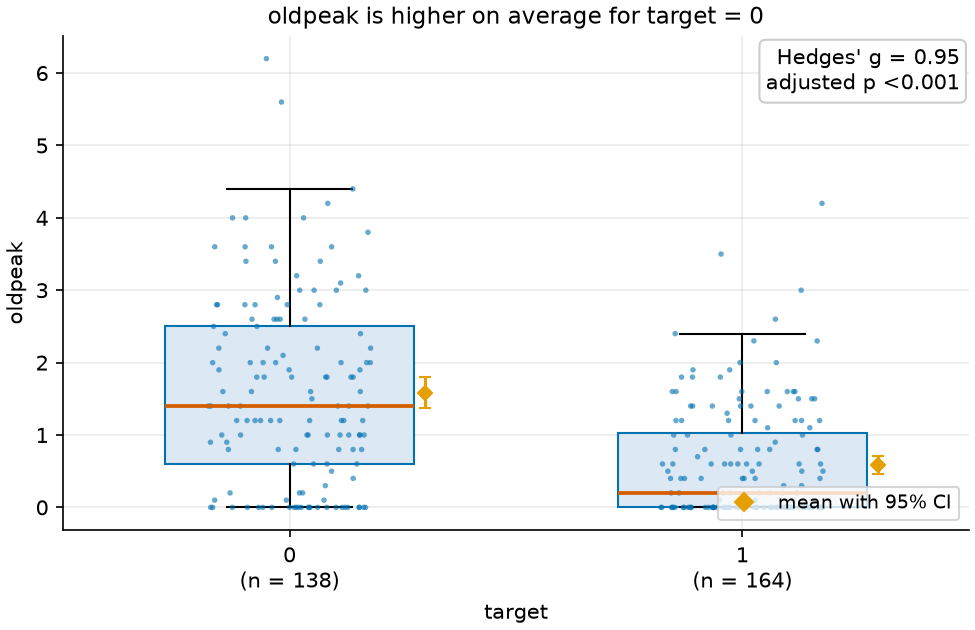 oldpeak is higher on average for target = 0
Hedges' g = 0.95
adjusted p <0.001
oldpeak
6
5
4
3
2
1
0
mean with 95% CI
0
(n = 138)
1
(n = 164)
target